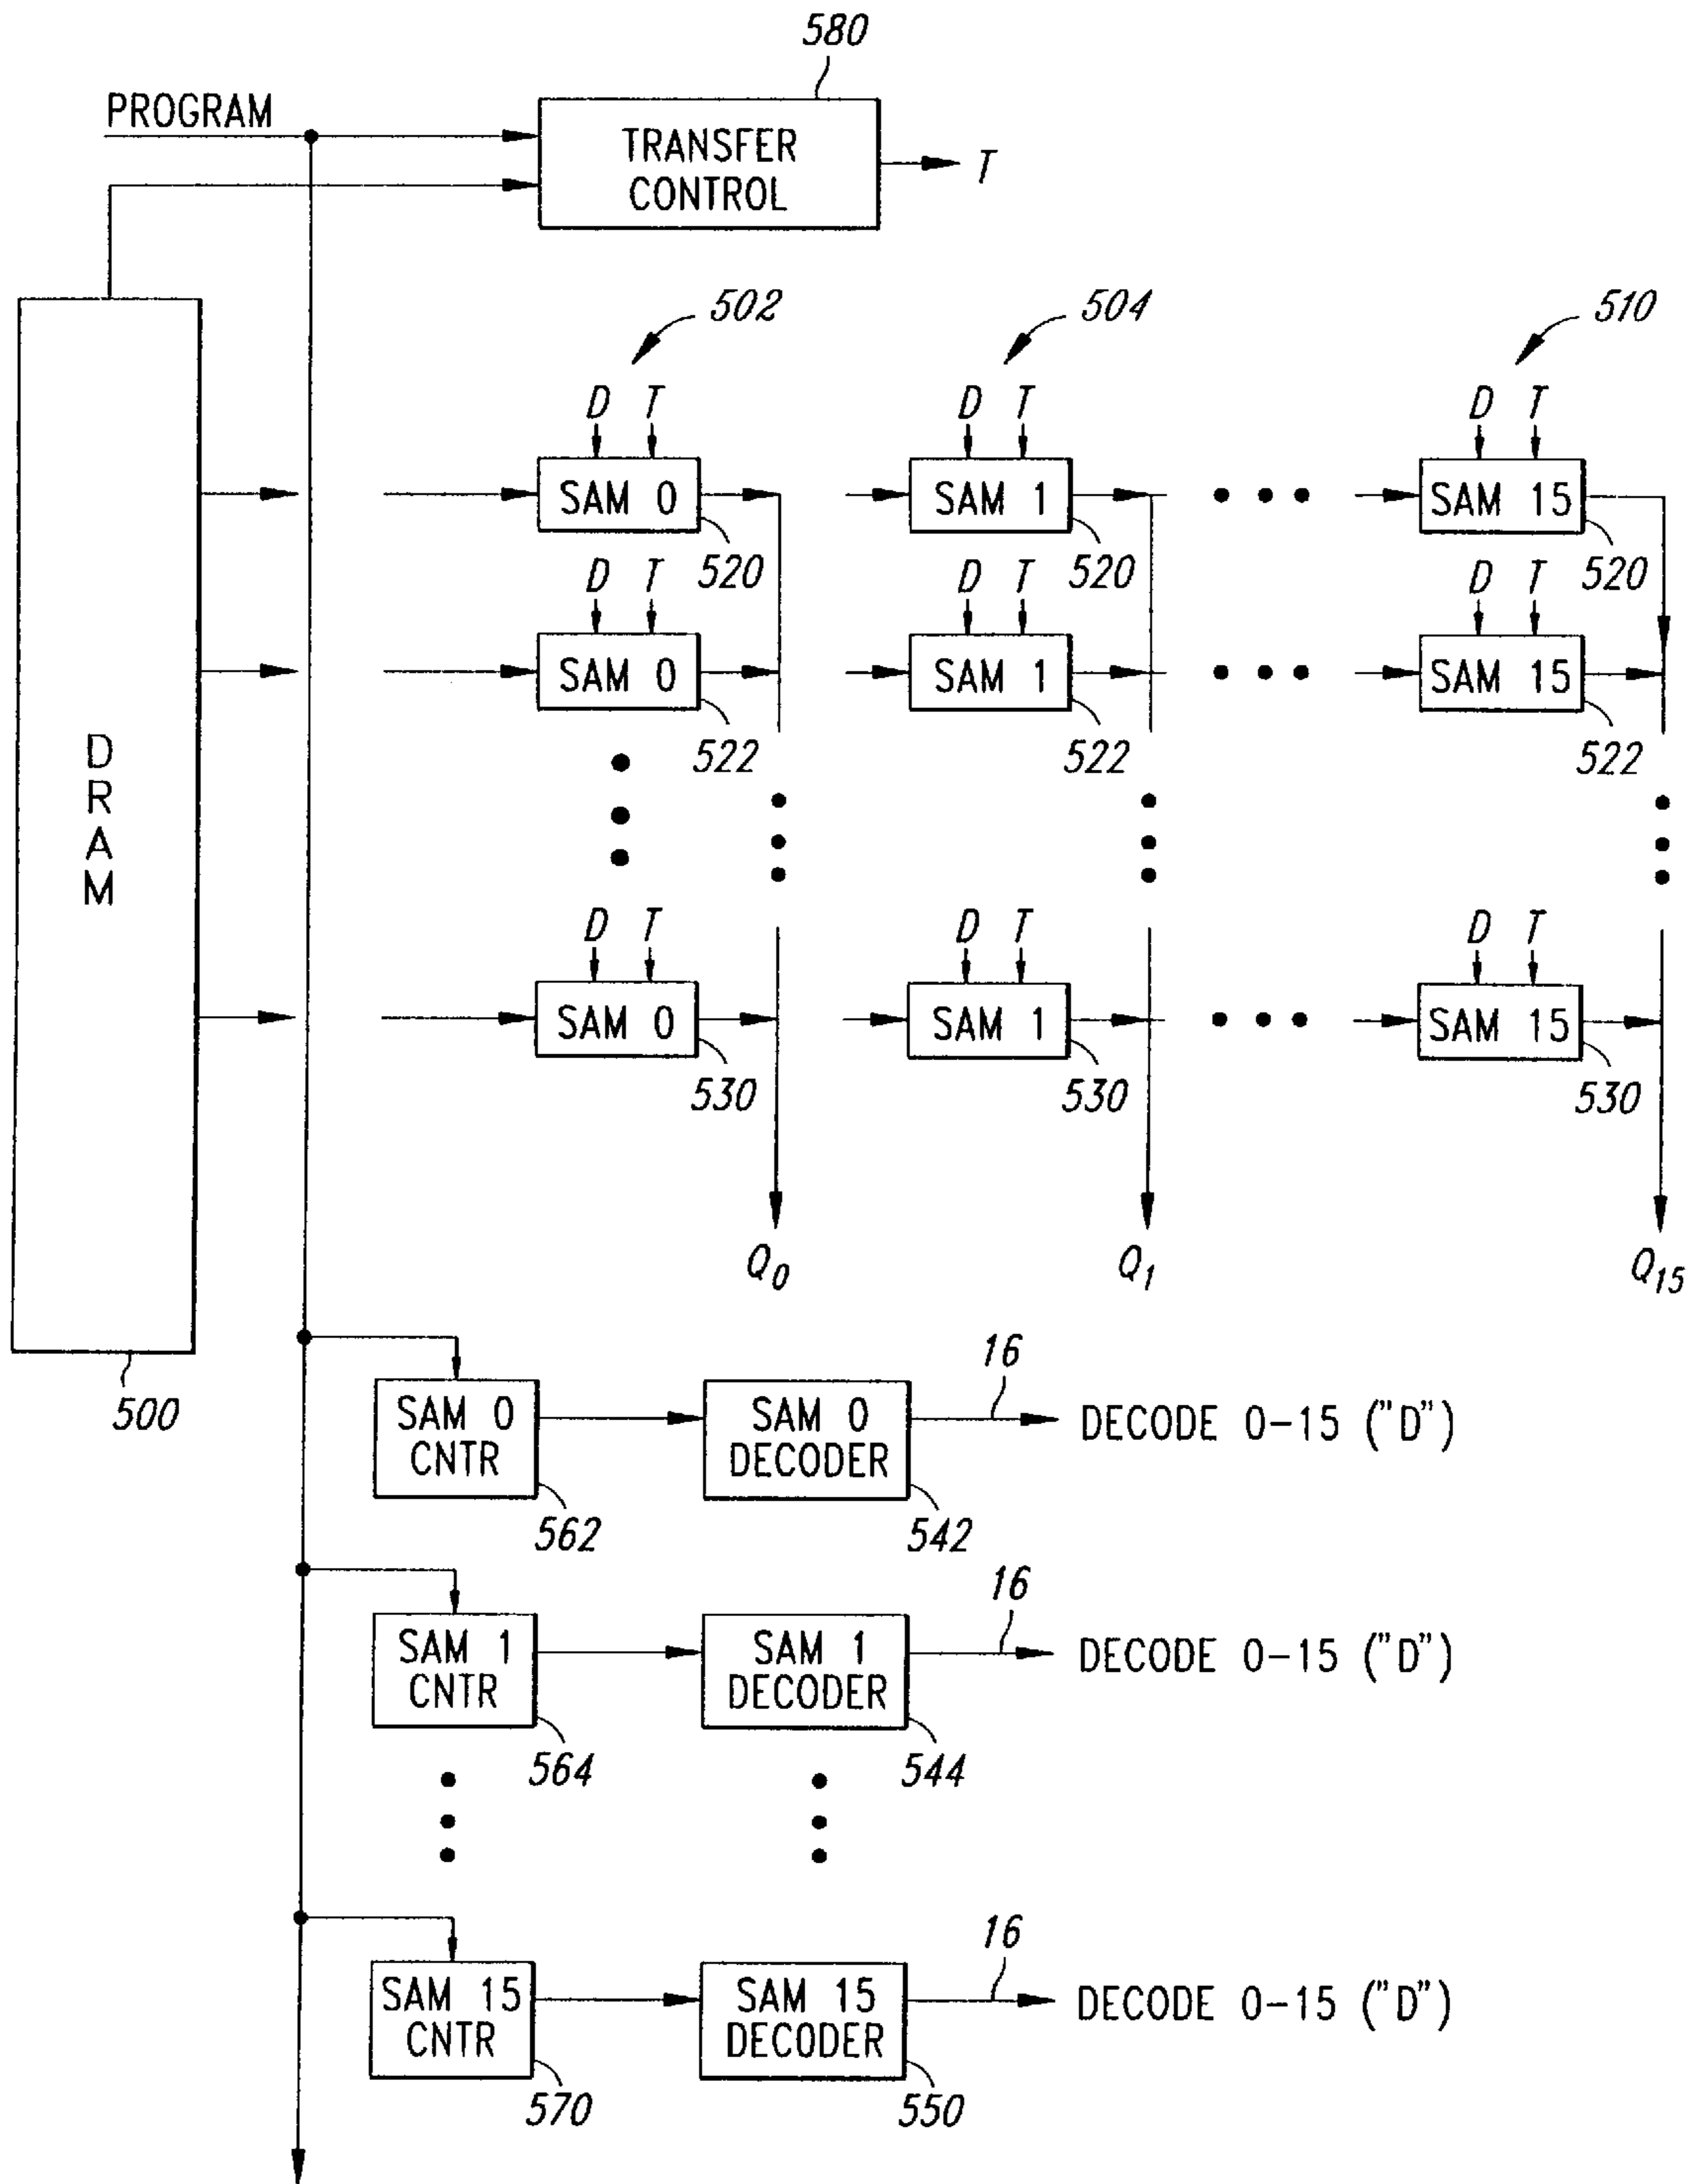 580
PROGRAM
TRANSFER
CONTROL
T
502
504
510
D T
D T
D T
SAM 0
SAM 1
SAM 15
520
520
520
D T
D T
D T
SAM 0
SAM 1
SAM 15
522
522
522
DRAM
D T
D T
D T
SAM 0
SAM 1
SAM 15
530
530
530
Q0
Q1
Q15
500
SAM 0
CNTR
562
SAM 0
DECODER
542
16
DECODE 0-15 ("D")
SAM 1
CNTR
564
SAM 1
DECODER
544
16
DECODE 0-15 ("D")
SAM 15
CNTR
570
SAM 15
DECODER
550
16
DECODE 0-15 ("D")